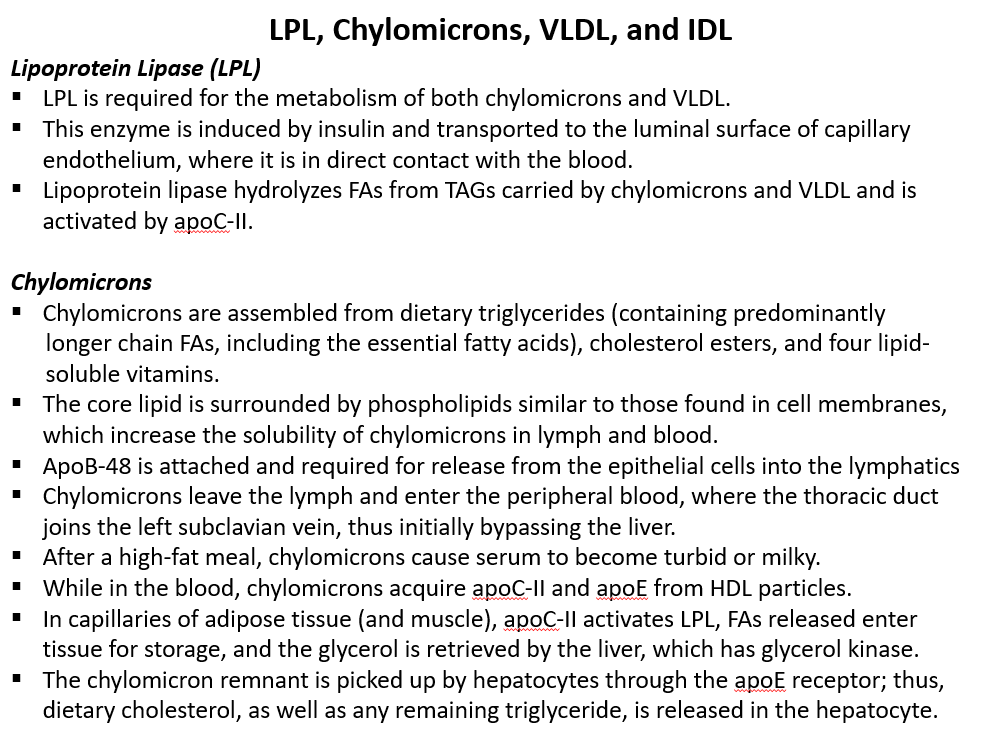 LPL, Chylomicrons, VLDL, and IDL
Lipoprotein Lipase (LPL)
▪ LPL is required for the metabolism of both chylomicrons and VLDL.
▪ This enzyme is induced by insulin and transported to the luminal surface of capillary
endothelium, where it is in direct contact with the blood.
▪ Lipoprotein lipase hydrolyzes FAs from TAGs carried by chylomicrons and VLDL and is
activated by apoC-II.
Chylomicrons
▪ Chylomicrons are assembled from dietary triglycerides (containing predominantly
longer chain FAs, including the essential fatty acids), cholesterol esters, and four lipid-
soluble vitamins.
▪ The core lipid is surrounded by phospholipids similar to those found in cell membranes,
which increase the solubility of chylomicrons in lymph and blood.
▪ ApoB-48 is attached and required for release from the epithelial cells into the lymphatics
▪ Chylomicrons leave the lymph and enter the peripheral blood, where the thoracic duct
joins the left subclavian vein, thus initially bypassing the liver.
▪ After a high-fat meal, chylomicrons cause serum to become turbid or milky.
▪ While in the blood, chylomicrons acquire apoC-II and apoE from HDL particles.
▪ In capillaries of adipose tissue (and muscle), apoC-II activates LPL, FAs released enter
tissue for storage, and the glycerol is retrieved by the liver, which has glycerol kinase.
▪ The chylomicron remnant is picked up by hepatocytes through the apoE receptor; thus,
dietary cholesterol, as well as any remaining triglyceride, is released in the hepatocyte.